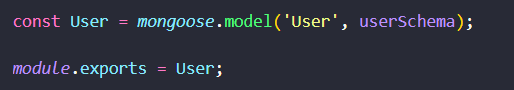 const User = mongoose.model('User', userSchema);
module.exports = User;